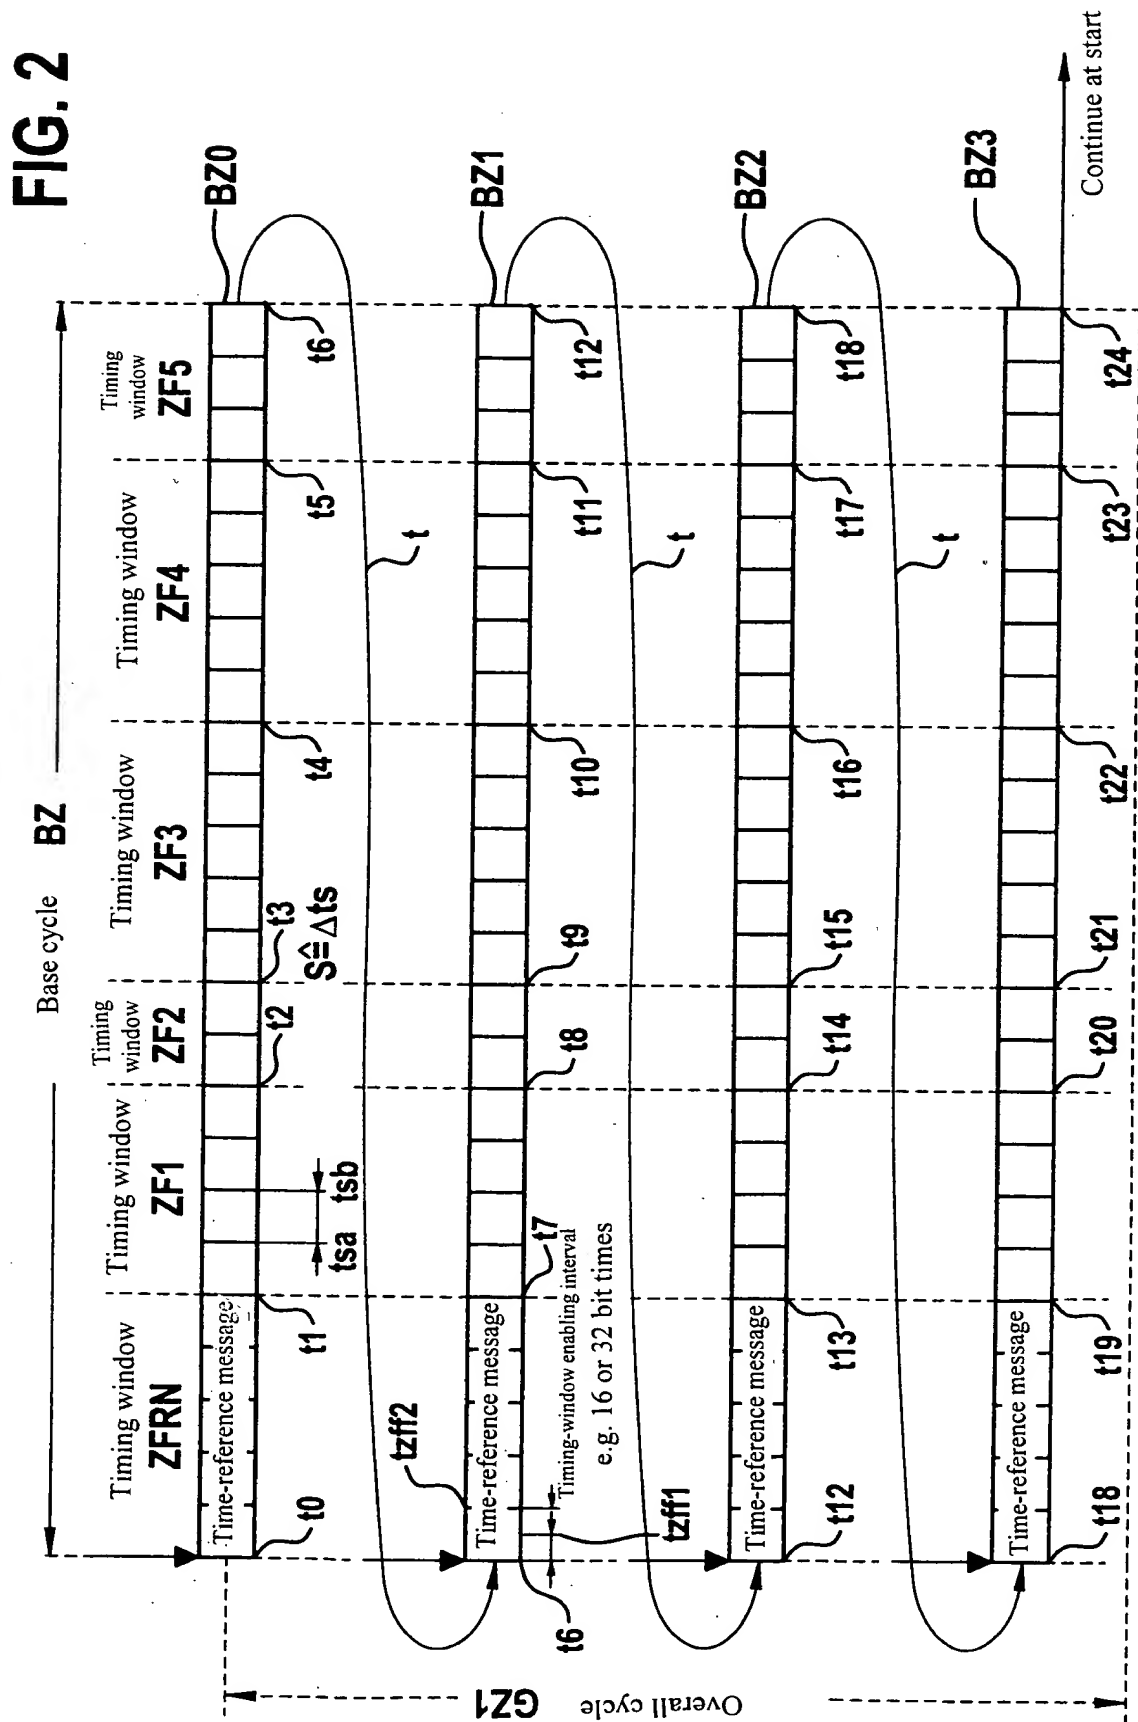 FIG. 2
Base cycle BZ
Timing window
ZFRN
Timing window
ZF1
Timing
window
ZF2
Timing window
ZF3
Timing window
ZF4
Timing
window
ZF5
Time-reference message
BZ0
t0
t1
tsa
tsb
t2
t3
S≙Δts
t4
t5
t6
t
tzff2
Time-reference message
BZ1
t6
tzff1
Timing-window enabling interval
e.g. 16 or 32 bit times
t7
t8
t9
t10
t11
t12
t
Time-reference message
BZ2
t12
t13
t14
t15
t16
t17
t18
t
Time-reference message
BZ3
t18
t19
t20
t21
t22
t23
t24
Continue at start
Overall cycle GZ1